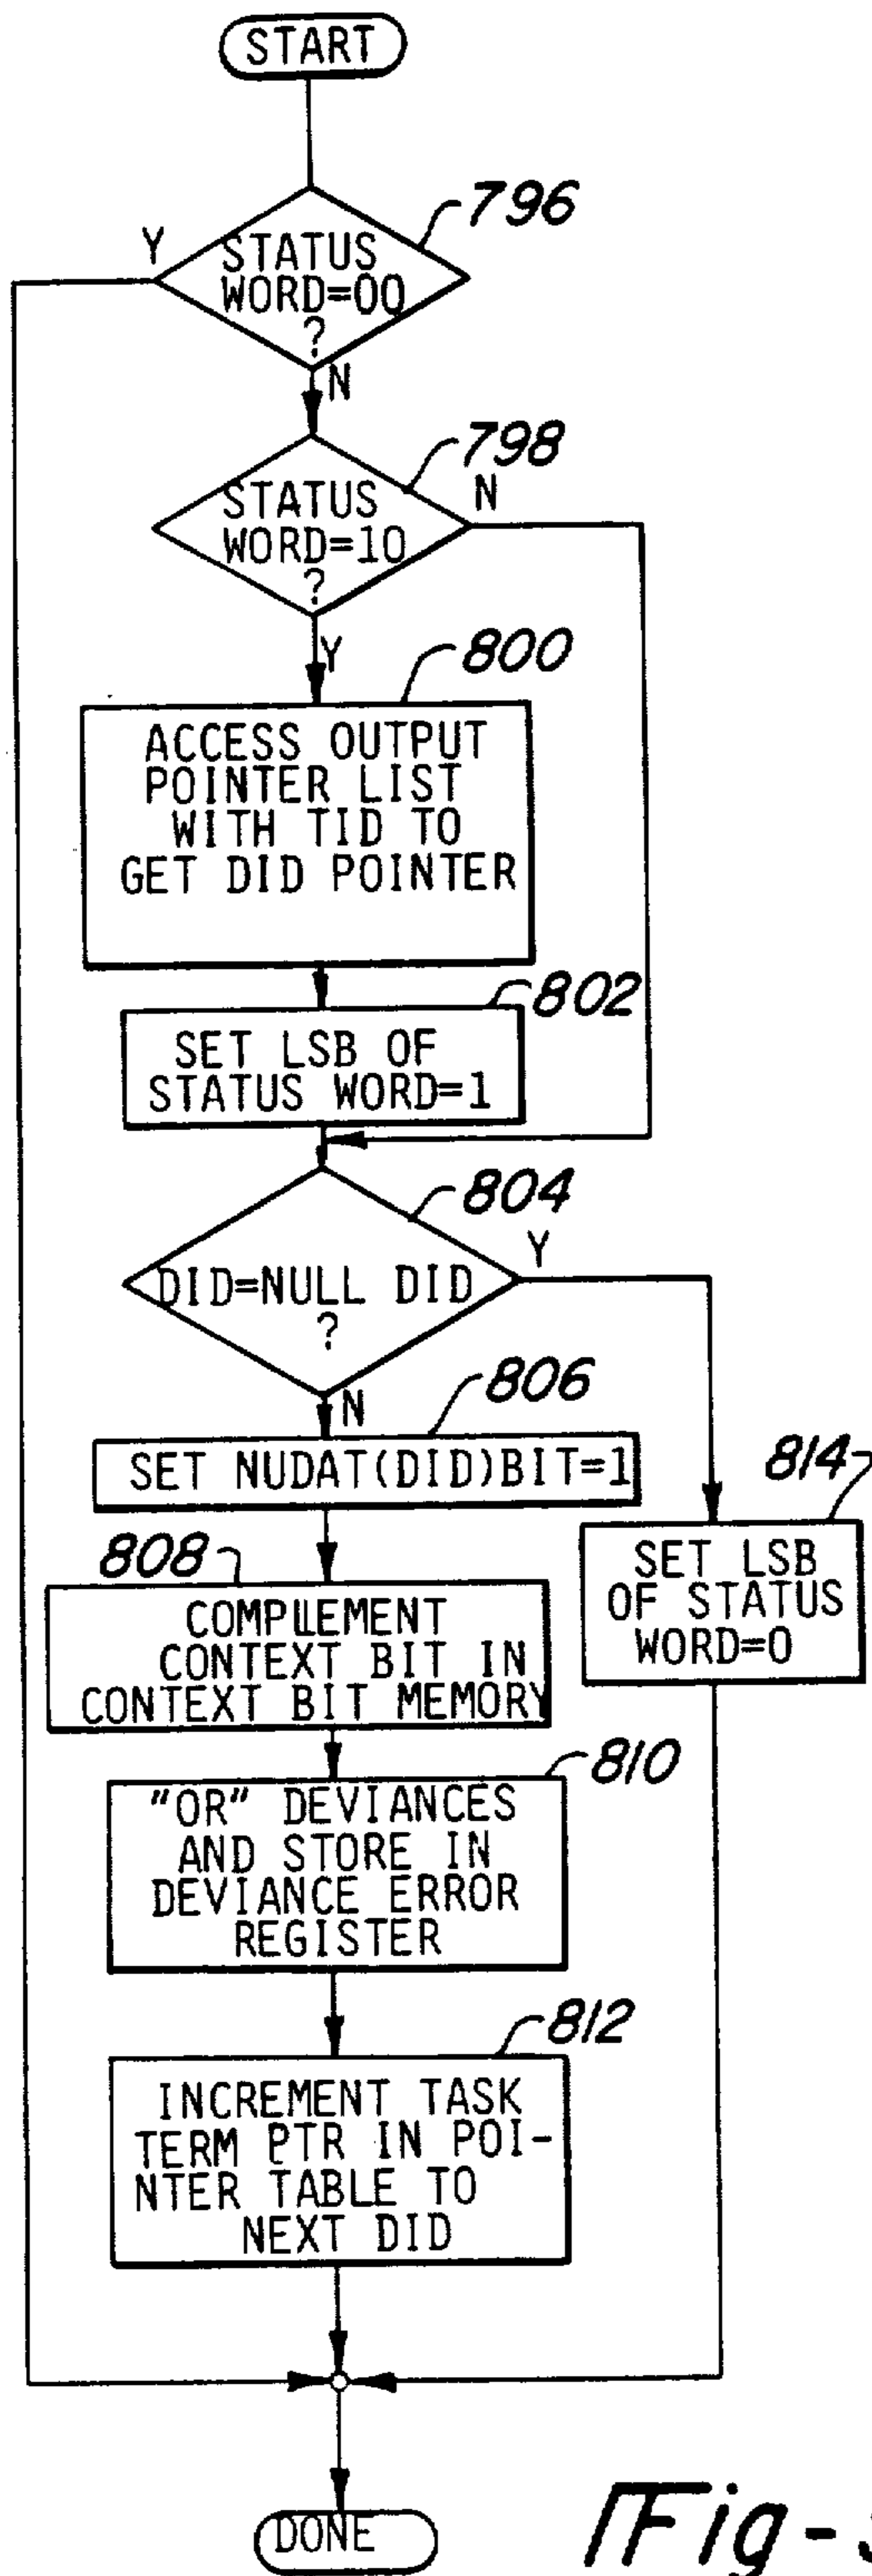 START
796
Y
STATUS
WORD=00
?
N
798
N
STATUS
WORD=10
?
Y
800
ACCESS OUTPUT
POINTER LIST
WITH TID TO
GET DID POINTER
802
SET LSB OF
STATUS WORD=1
804
Y
DID=NULL DID
?
N
806
SET NUDAT(DID)BIT=1
814
SET LSB
OF STATUS
WORD=0
808
COMPLEMENT
CONTEXT BIT IN
CONTEXT BIT MEMORY
810
"OR" DEVIANCES
AND STORE IN
DEVIANCE ERROR
REGISTER
812
INCREMENT TASK
TERM PTR IN POI-
NTER TABLE TO
NEXT DID
DONE
Fig-